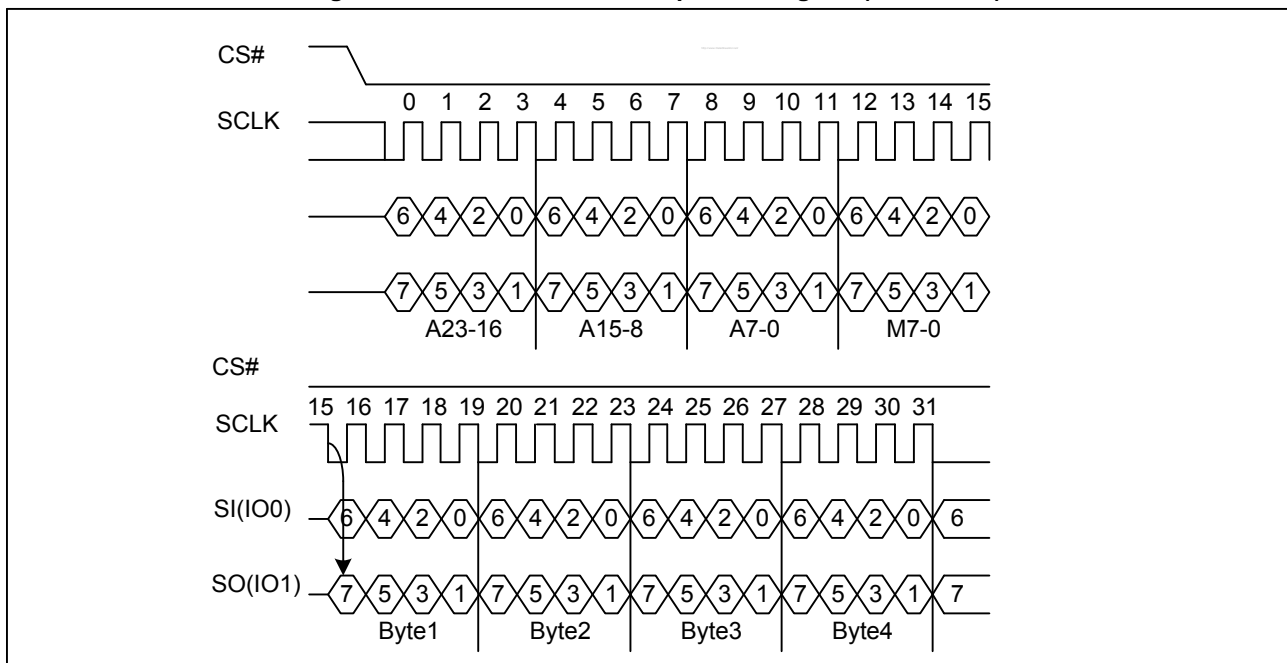 CS#
0 1 2 3 4 5 6 7 8 9 10 11 12 13 14 15
SCLK
6 4 2 0 6 4 2 0 6 4 2 0 6 4 2 0
7 5 3 1 7 5 3 1 7 5 3 1 7 5 3 1
A23-16 A15-8 A7-0 M7-0
CS#
15 16 17 18 19 20 21 22 23 24 25 26 27 28 29 30 31
SCLK
SI(IO0) 6 4 2 0 6 4 2 0 6 4 2 0 6 4 2 0 6
SO(IO1) 7 5 3 1 7 5 3 1 7 5 3 1 7 5 3 1 7
Byte1 Byte2 Byte3 Byte4